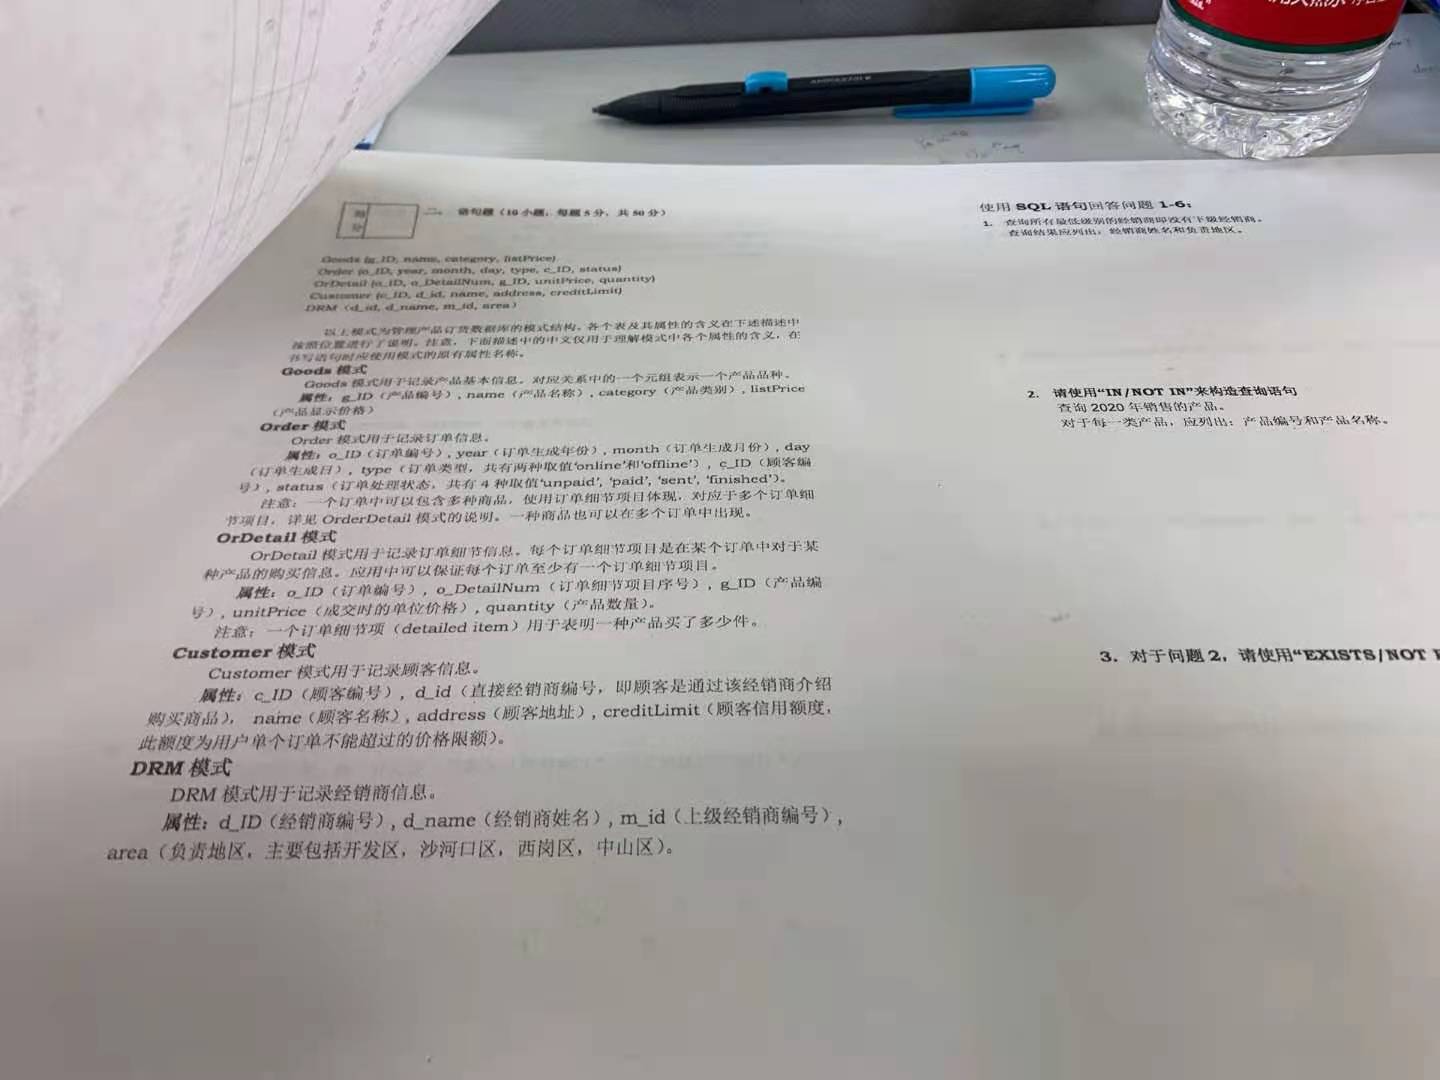 得分
二、 语句题（10 小题，每题 5 分，共 50 分）
Goods (g_ID, name, category, listPrice)
Order (o_ID, year, month, day, type, c_ID, status)
OrDetail (o_ID, o_DetailNum, g_ID, unitPrice, quantity)
Customer (c_ID, d_id, name, address, creditLimit)
DRM（d_id, d_name, m_id, area）
以上模式为管理产品订货数据库的模式结构。各个表及其属性的含义在下述描述中
按照位置进行了说明。注意，下面描述中的中文仅用于理解模式中各个属性的含义，在
书写语句时应使用模式的原有属性名称。
Goods 模式
Goods 模式用于记录产品基本信息。对应关系中的一个元组表示一个产品品种。
属性：g_ID（产品编号）, name（产品名称）, category（产品类别）, listPrice
（产品显示价格）
Order 模式
Order 模式用于记录订单信息。
属性：o_ID（订单编号）, year（订单生成年份）, month（订单生成月份）, day
（订单生成日）, type（订单类型，共有两种取值‘online’和‘offline’）, c_ID（顾客编
号）, status（订单处理状态，共有 4 种取值‘unpaid’, ‘paid’, ‘sent’, ‘finished’）。
注意：一个订单中可以包含多种商品，使用订单细节项目体现，对应于多个订单细
节项目，详见 OrderDetail 模式的说明。一种商品也可以在多个订单中出现。
OrDetail 模式
OrDetail 模式用于记录订单细节信息。每个订单细节项目是在某个订单中对于某
种产品的购买信息。应用中可以保证每个订单至少有一个订单细节项目。
属性：o_ID（订单编号）, o_DetailNum（订单细节项目序号）, g_ID（产品编
号）, unitPrice（成交时的单位价格）, quantity（产品数量）。
注意：一个订单细节项（detailed item）用于表明一种产品买了多少件。
Customer 模式
Customer 模式用于记录顾客信息。
属性：c_ID（顾客编号）, d_id（直接经销商编号，即顾客是通过该经销商介绍
购买商品）, name（顾客名称）, address（顾客地址）, creditLimit（顾客信用额度，
此额度为用户单个订单不能超过的价格限额）。
DRM 模式
DRM 模式用于记录经销商信息。
属性：d_ID（经销商编号）, d_name（经销商姓名）, m_id（上级经销商编号）,
area（负责地区，主要包括开发区，沙河口区，西岗区，中山区）。
使用 SQL 语句回答问题 1-6：
1. 查询所有最低级别的经销商即没有下级经销商。
查询结果应列出：经销商姓名和负责地区。
2. 请使用“IN/NOT IN”来构造查询语句
查询 2020 年销售的产品。
对于每一类产品，应列出：产品编号和产品名称。
3. 对于问题 2，请使用“EXISTS/NOT